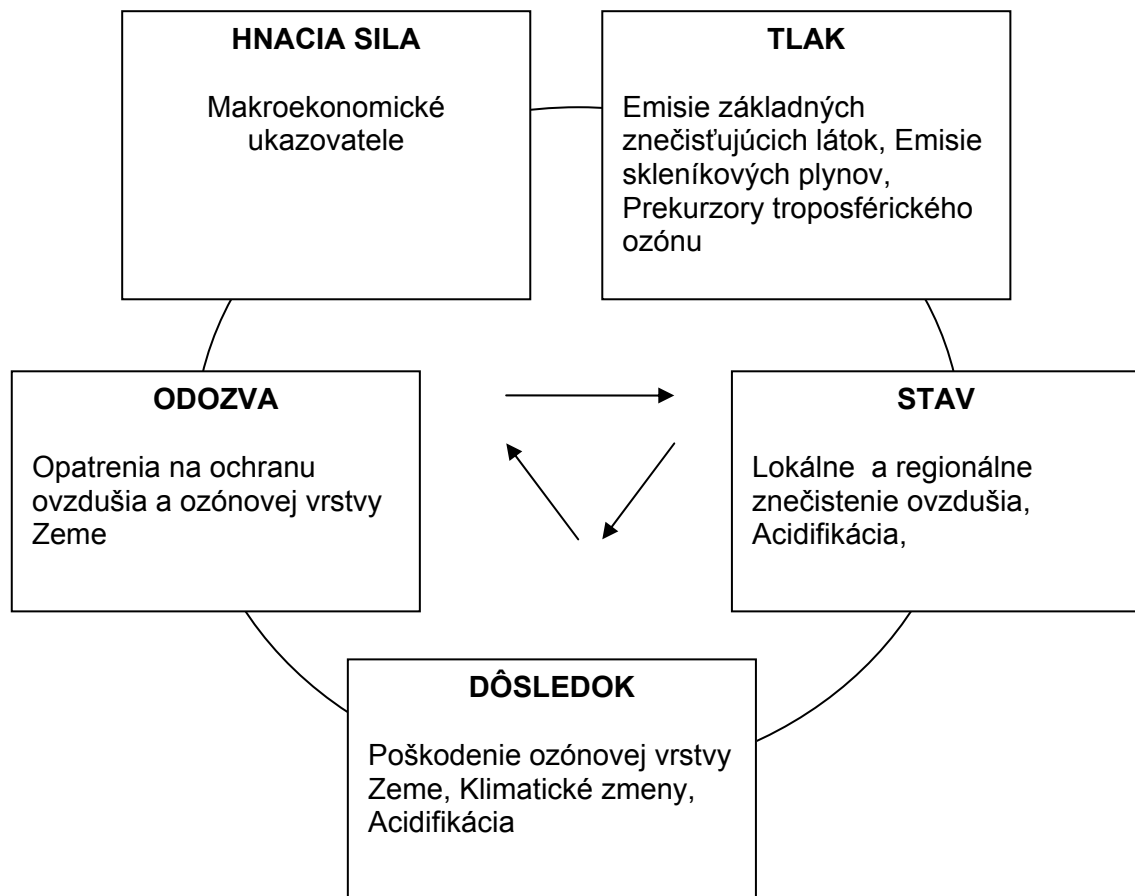 HNACIA SILA
Makroekonomické
ukazovatele
TLAK
Emisie základných
znečisťujúcich látok, Emisie
skleníkových plynov,
Prekurzory troposférického
ozónu
ODOZVA
Opatrenia na ochranu
ovzdušia a ozónovej vrstvy
Zeme
STAV
Lokálne  a regionálne
znečistenie ovzdušia,
Acidifikácia,
DÔSLEDOK
Poškodenie ozónovej vrstvy
Zeme, Klimatické zmeny,
Acidifikácia